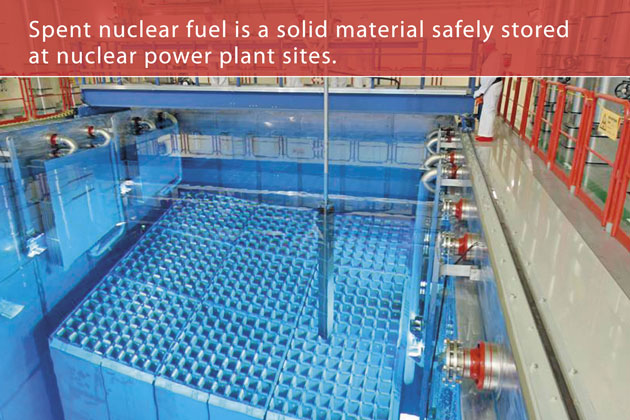 Spent nuclear fuel is a solid material safely stored
at nuclear power plant sites.